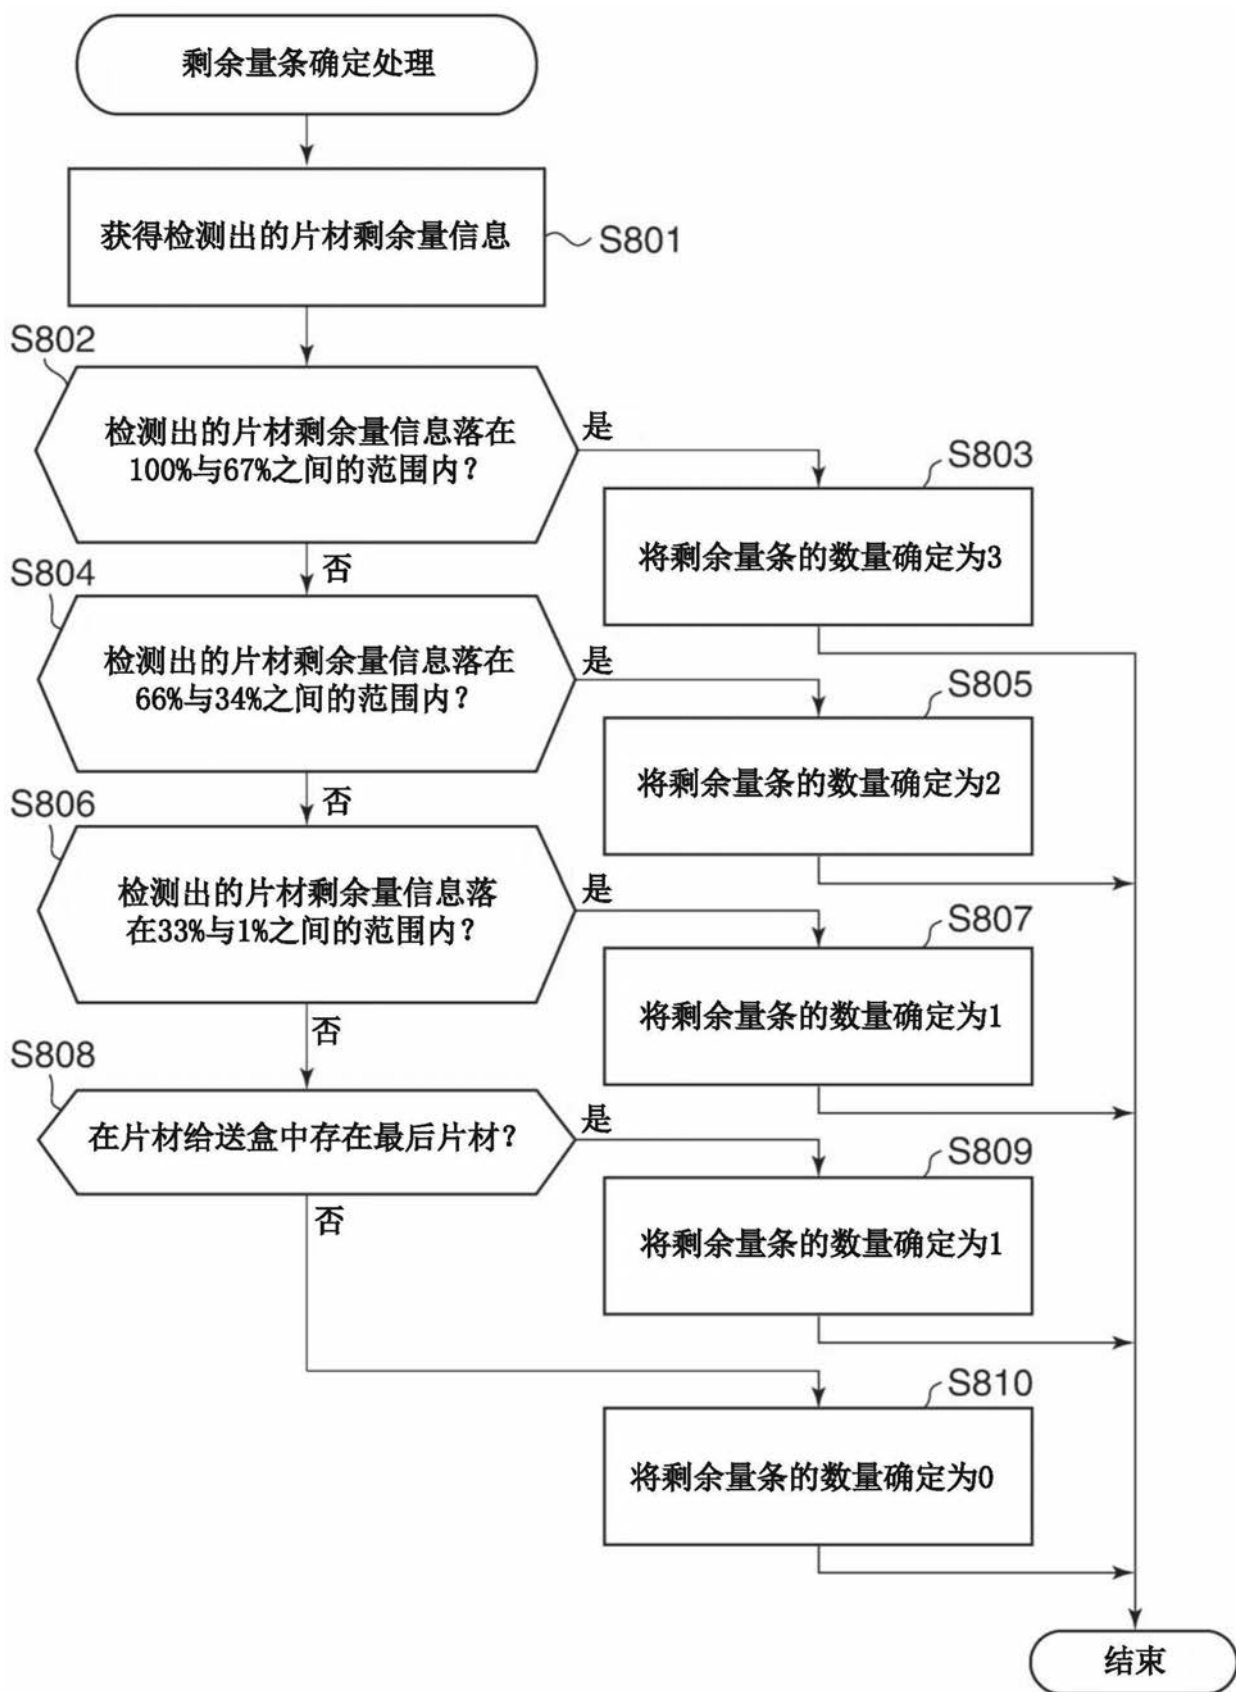 剩余量条确定处理
获得检测出的片材剩余量信息
S801
S802
检测出的片材剩余量信息落在
100%与67%之间的范围内？
是
S803
将剩余量条的数量确定为3
否
S804
检测出的片材剩余量信息落在
66%与34%之间的范围内？
是
S805
将剩余量条的数量确定为2
否
S806
检测出的片材剩余量信息落
在33%与1%之间的范围内？
是
S807
将剩余量条的数量确定为1
否
S808
在片材给送盒中存在最后片材？
是
S809
将剩余量条的数量确定为1
否
S810
将剩余量条的数量确定为0
结束